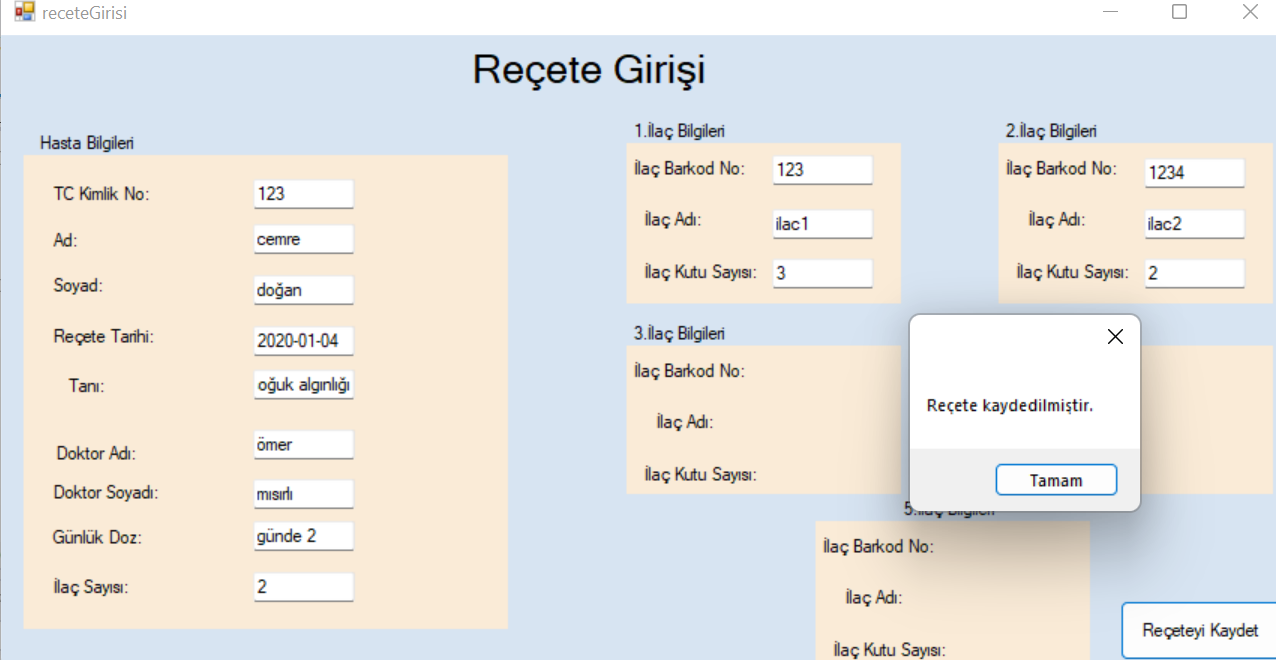 receteGirisi
Reçete Girişi
Hasta Bilgileri
TC Kimlik No: 123
Ad: cemre
Soyad: doğan
Reçete Tarihi: 2020-01-04
Tanı: oğuk algınlığı
Doktor Adı: ömer
Doktor Soyadı: mısırlı
Günlük Doz: günde 2
İlaç Sayısı: 2
1.İlaç Bilgileri
İlaç Barkod No: 123
İlaç Adı: ilac1
İlaç Kutu Sayısı: 3
2.İlaç Bilgileri
İlaç Barkod No: 1234
İlaç Adı: ilac2
İlaç Kutu Sayısı: 2
3.İlaç Bilgileri
İlaç Barkod No:
İlaç Adı:
İlaç Kutu Sayısı:
Reçete kaydedilmiştir.
Tamam
5.İlaç Bilgileri
İlaç Barkod No:
İlaç Adı:
İlaç Kutu Sayısı:
Reçeteyi Kaydet